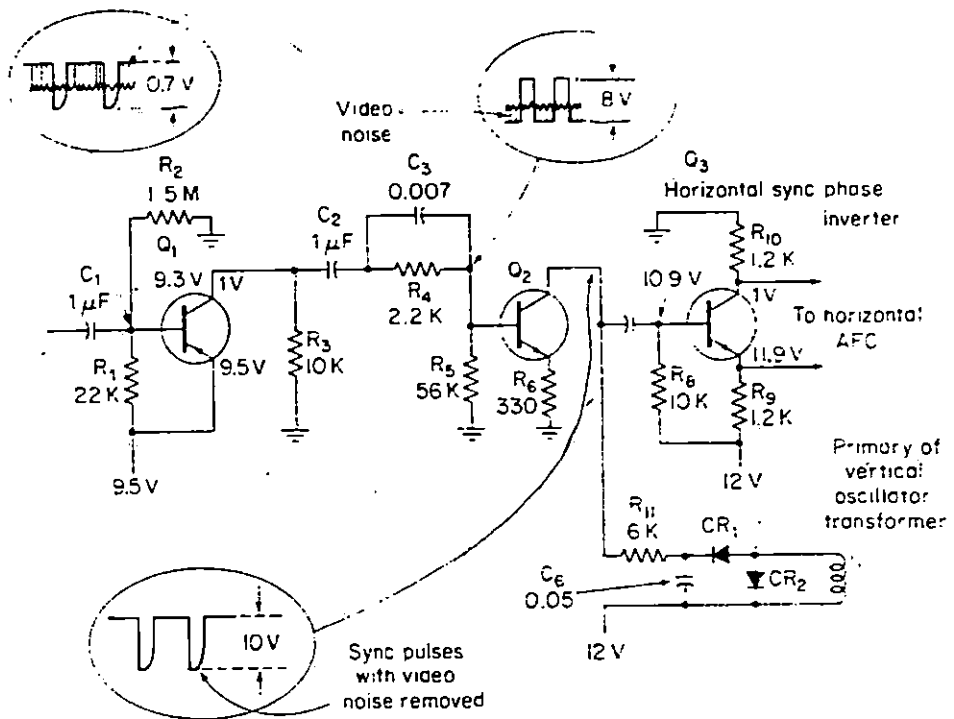 0.7 V
Video
noise
8 V
R2
1.5 M
C3
0.007
Q3
Horizontal sync phase
inverter
C2
1 µF
R10
1.2 K
Q1
9.3 V
1 V
C1
1 µF
R4
2.2 K
Q2
10.9 V
1 V
To horizontal
AFC
R1
22 K
9.5 V
R3
10 K
R5
56 K
R6
330
11.9 V
R8
10 K
R9
1.2 K
9.5 V
12 V
Primary of
vertical
oscillator
transformer
R11
6 K
CR1
C6
0.05
CR2
12 V
10 V
Sync pulses
with video
noise removed